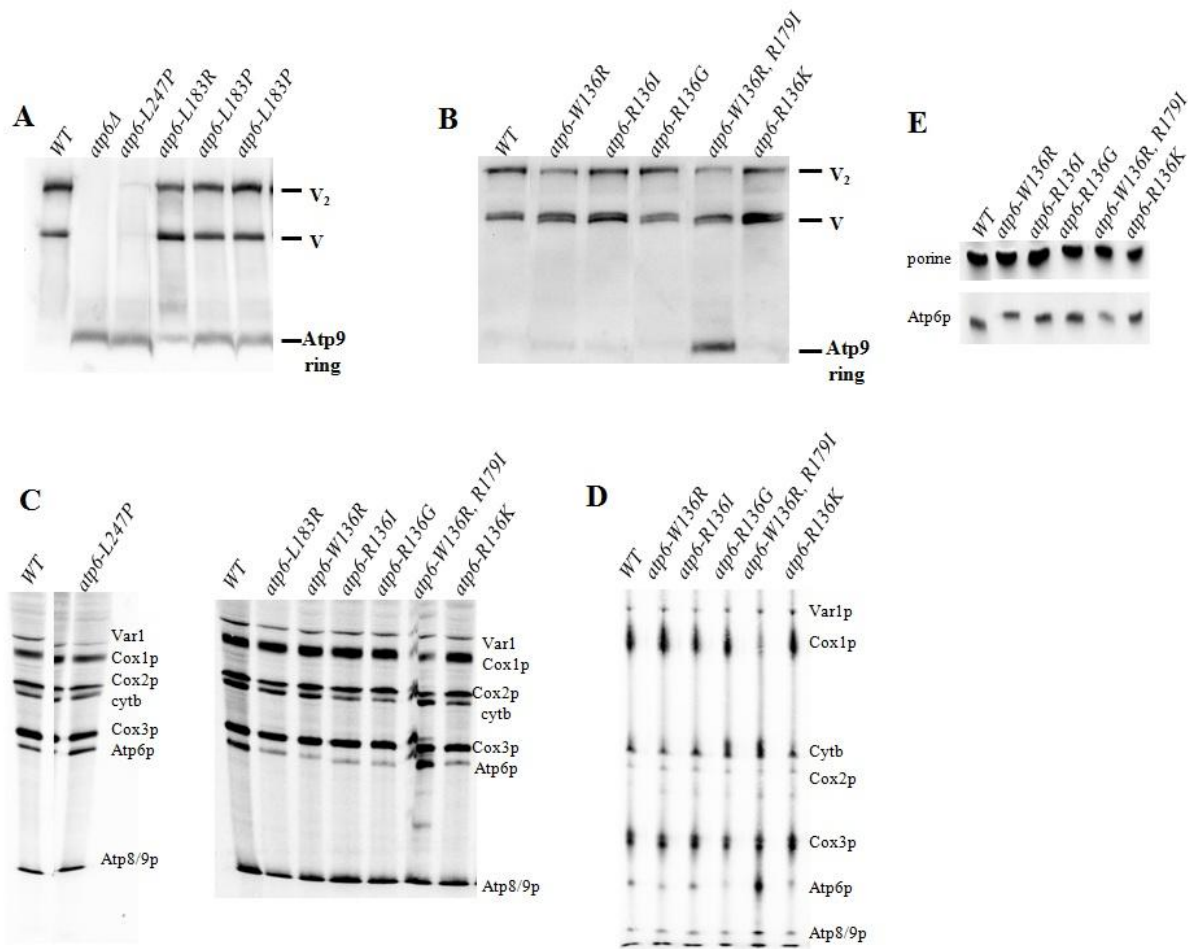 A
WT
atp6Δ
atp6-L247P
atp6-L183R
atp6-L183P
atp6-L183P
V2
V
Atp9
ring
B
WT
atp6-W136R
atp6-R136I
atp6-R136G
atp6-W136R, R179I
atp6-R136K
V2
V
Atp9
ring
E
WT
atp6-W136R
atp6-R136I
atp6-R136G
atp6-W136R, R179I
atp6-R136K
porine
Atp6p
C
WT
atp6-L247P
Var1
Cox1p
Cox2p
cytb
Cox3p
Atp6p
Atp8/9p
WT
atp6-L183R
atp6-W136R
atp6-R136I
atp6-R136G
atp6-W136R, R179I
atp6-R136K
Var1
Cox1p
Cox2p
cytb
Cox3p
Atp6p
Atp8/9p
D
WT
atp6-W136R
atp6-R136I
atp6-R136G
atp6-W136R, R179I
atp6-R136K
Var1p
Cox1p
Cytb
Cox2p
Cox3p
Atp6p
Atp8/9p